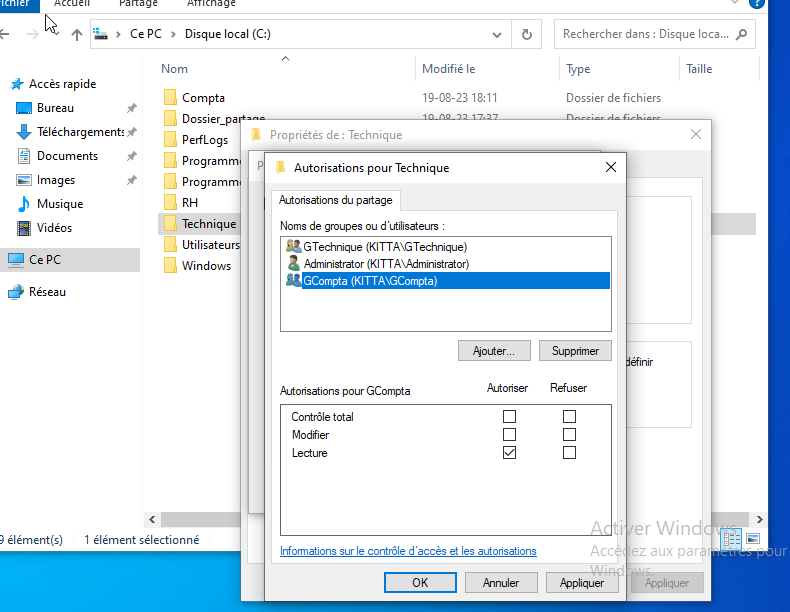 Fichier Accueil Partage Affichage
Ce PC > Disque local (C:)
Rechercher dans : Disque loca...
Nom Modifié le Type Taille
Accès rapide
Bureau
Téléchargements
Documents
Images
Musique
Vidéos
Ce PC
Réseau
Compta 19-08-23 18:11 Dossier de fichiers
Dossier_partage 19-08-23 17:37 Dossier de fichiers
PerfLogs
Programme
Programme
RH
Technique
Utilisateurs
Windows
Propriétés de : Technique
P
Autorisations pour Technique
Autorisations du partage
Noms de groupes ou d'utilisateurs :
GTechnique (KITTA\GTechnique)
Administrator (KITTA\Administrator)
GCompta (KITTA\GCompta)
Ajouter... Supprimer
définir
Autorisations pour GCompta Autoriser Refuser
Contrôle total
Modifier
Lecture
Informations sur le contrôle d'accès et les autorisations
OK Annuler Appliquer
Appliquer
9 élément(s) 1 élément sélectionné
Activer Windows
Accédez aux paramètres pour
Windows.